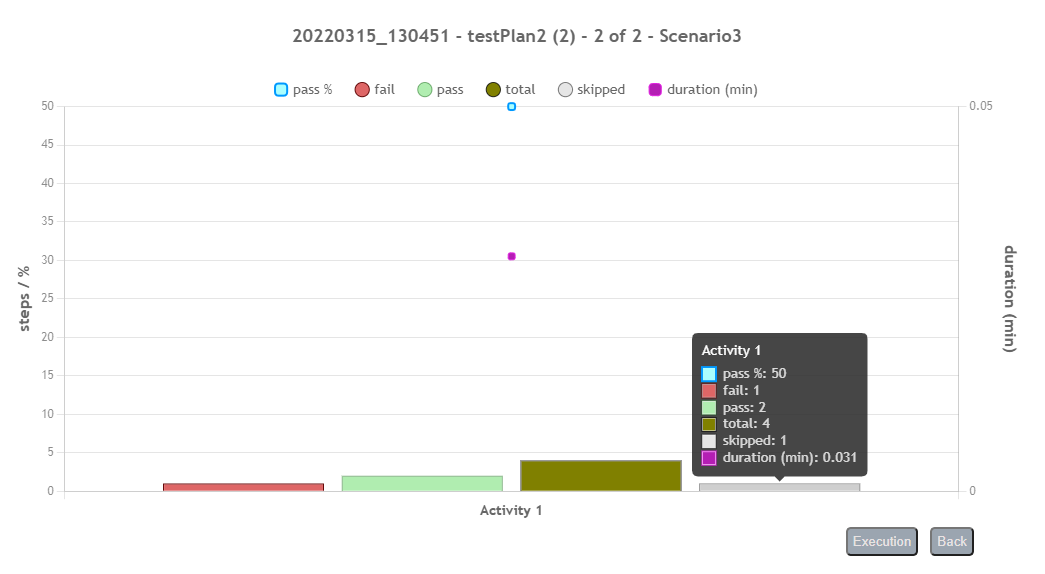 20220315_130451 - testPlan2 (2) - 2 of 2 - Scenario3
pass % fail pass total skipped duration (min)
50
45
40
35
30
25
20
15
10
5
0
steps / %
0.05
0
duration (min)
Activity 1
pass %: 50
fail: 1
pass: 2
total: 4
skipped: 1
duration (min): 0.031
Activity 1
Execution Back